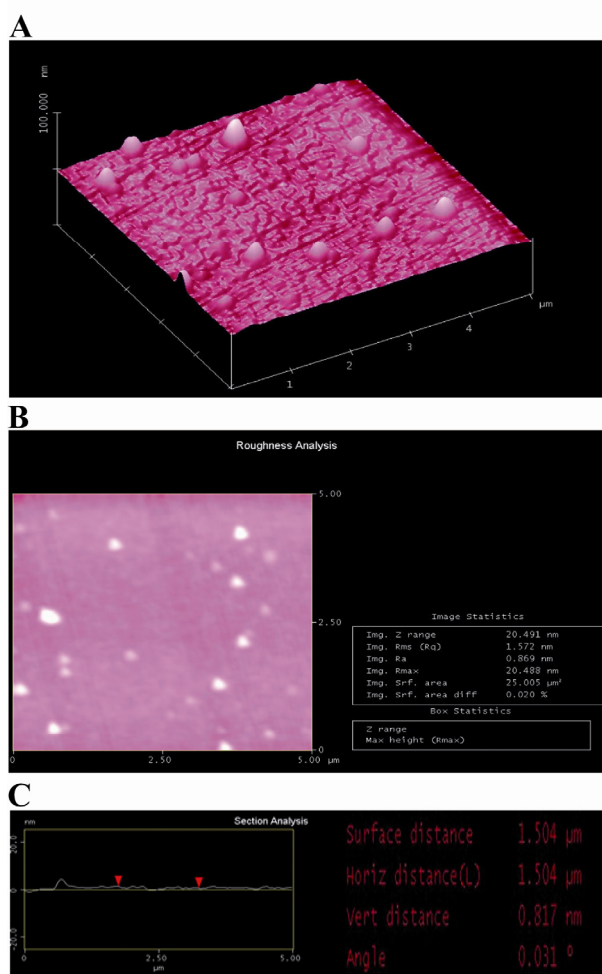 A
nm
100.000
1
2
3
4
µm
B
Roughness Analysis
5.00
2.50
0
0
2.50
5.00
µm
Image Statistics
Img. Z range 20.491 nm
Img. Rms (Rq) 1.572 nm
Img. Ra 0.869 nm
Img. Rmax 20.488 nm
Img. Srf. area 25.005 µm²
Img. Srf. area diff 0.020 %
Box Statistics
Z range
Max height (Rmax)
C
nm
Section Analysis
20.0
0
-20.0
0
2.50
5.00
µm
Surface distance 1.504 µm
Horiz distance(L) 1.504 µm
Vert distance 0.817 nm
Angle 0.031 °